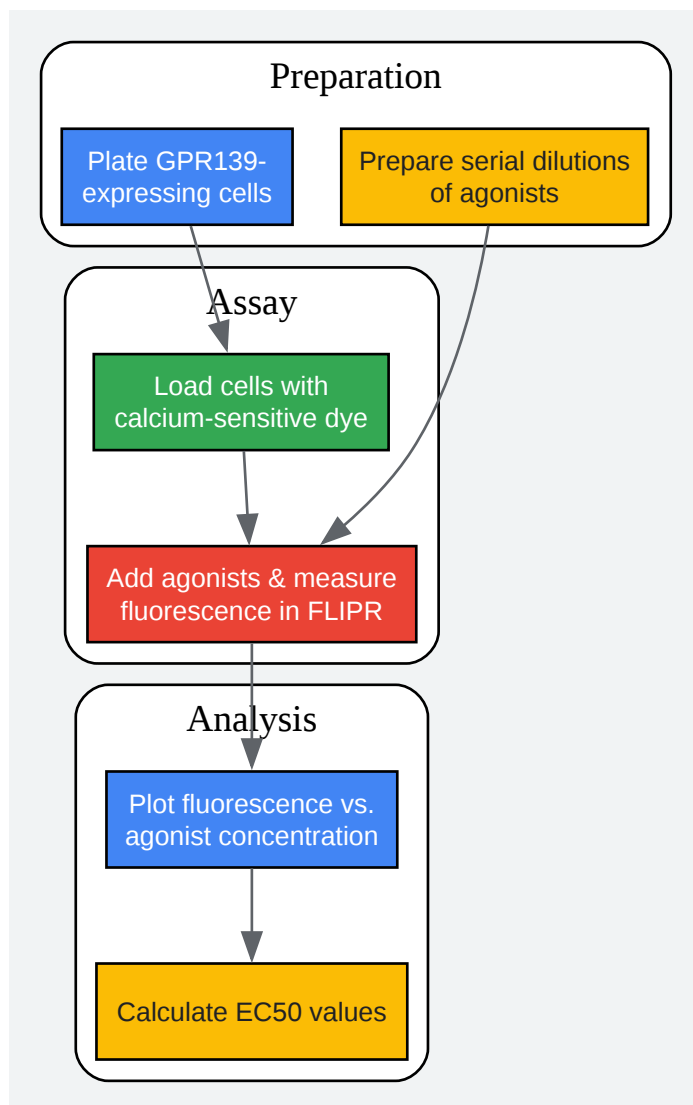 Preparation
Plate GPR139-
expressing cells
Prepare serial dilutions
of agonists
Assay
Load cells with
calcium-sensitive dye
Add agonists & measure
fluorescence in FLIPR
Analysis
Plot fluorescence vs.
agonist concentration
Calculate EC50 values